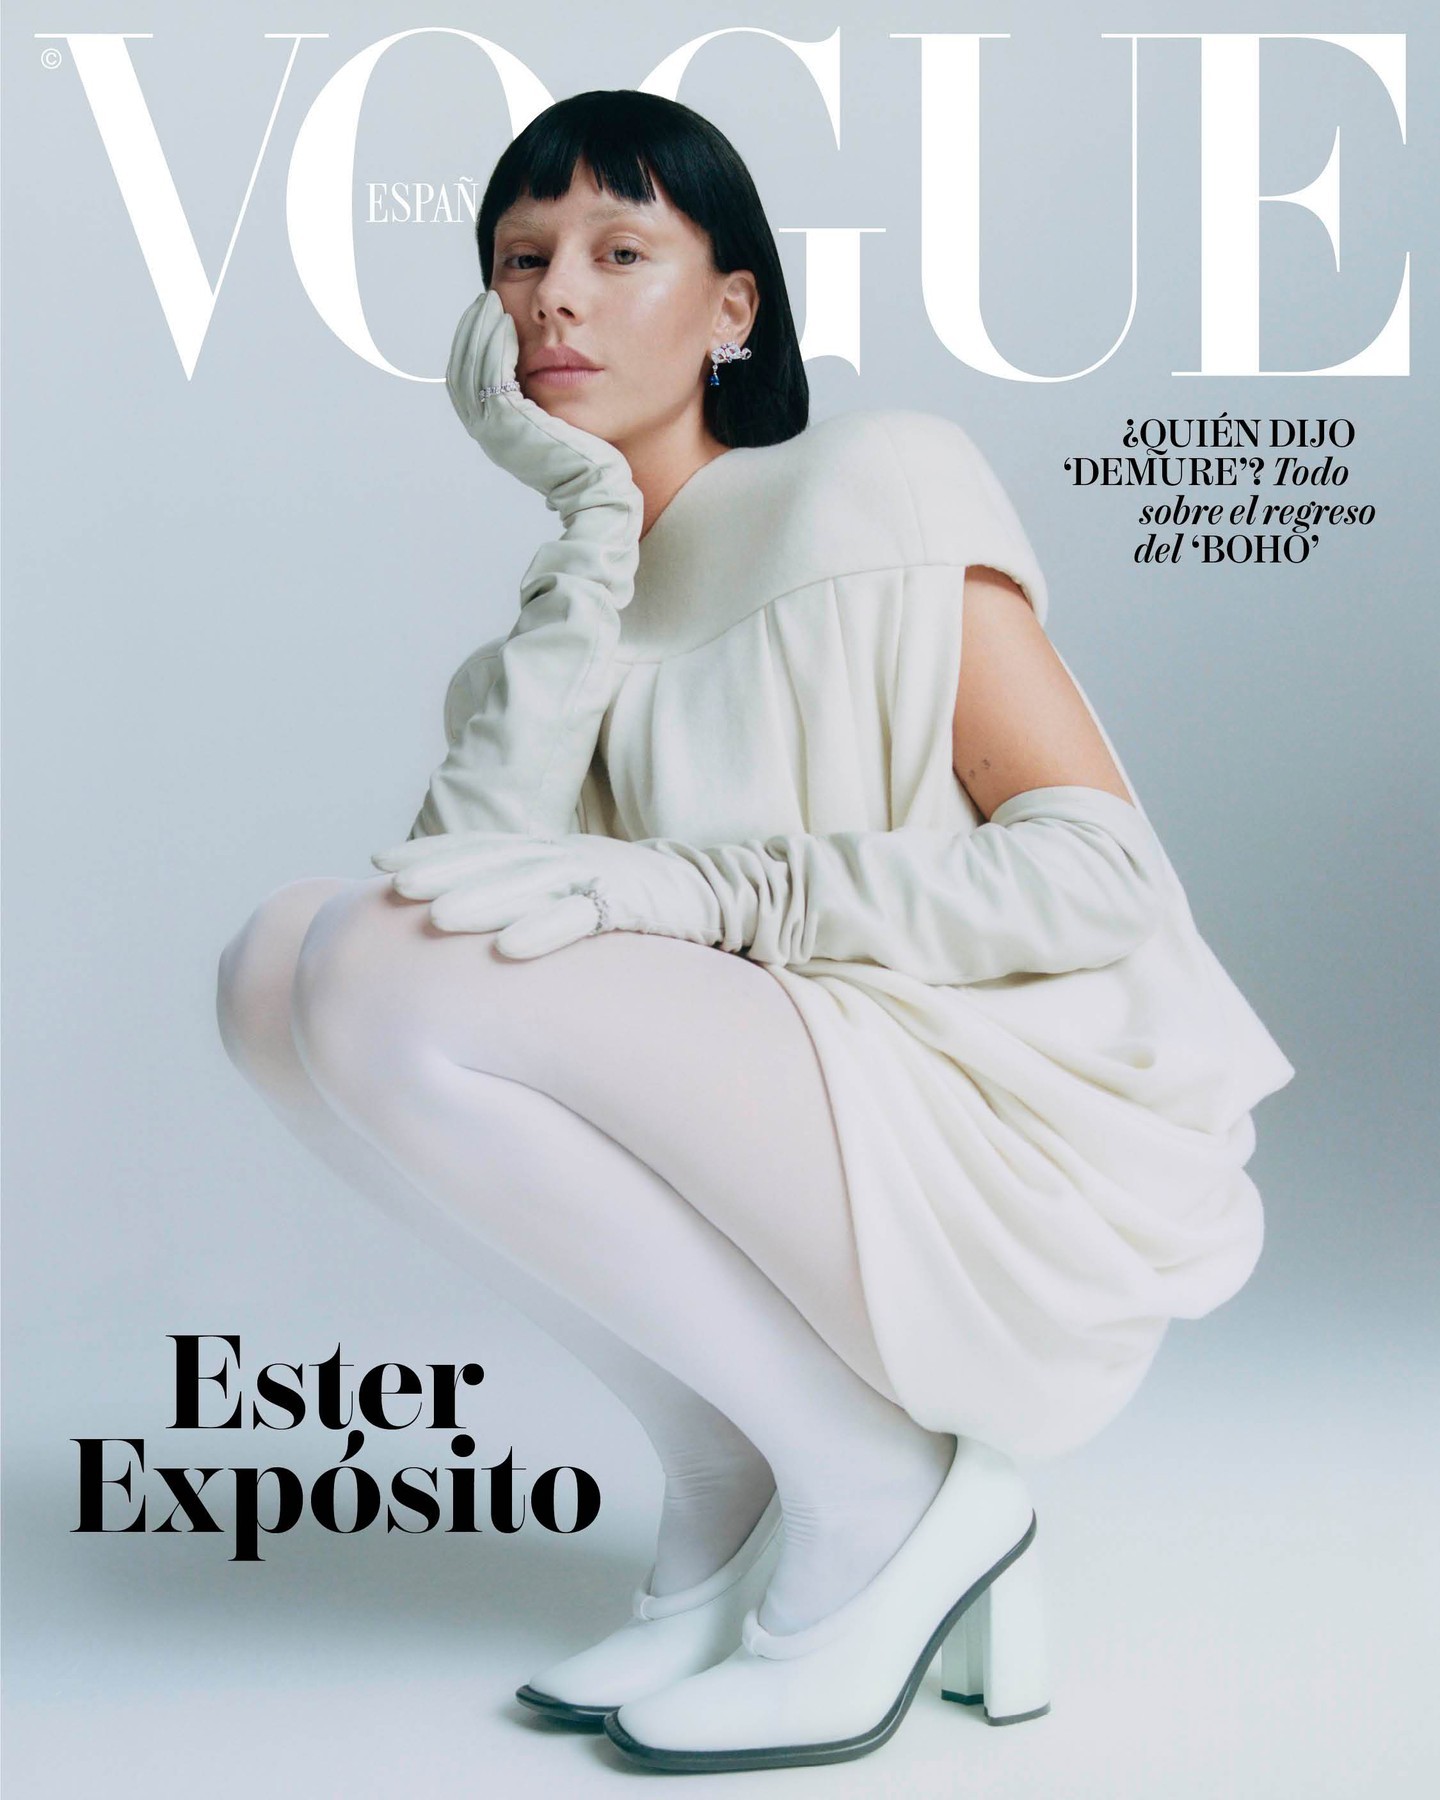 ©
VOGUE
ESPAÑ
¿QUIÉN DIJO
‘DEMURE’? Todo
sobre el regreso
del ‘BOHO’
Ester
Expósito